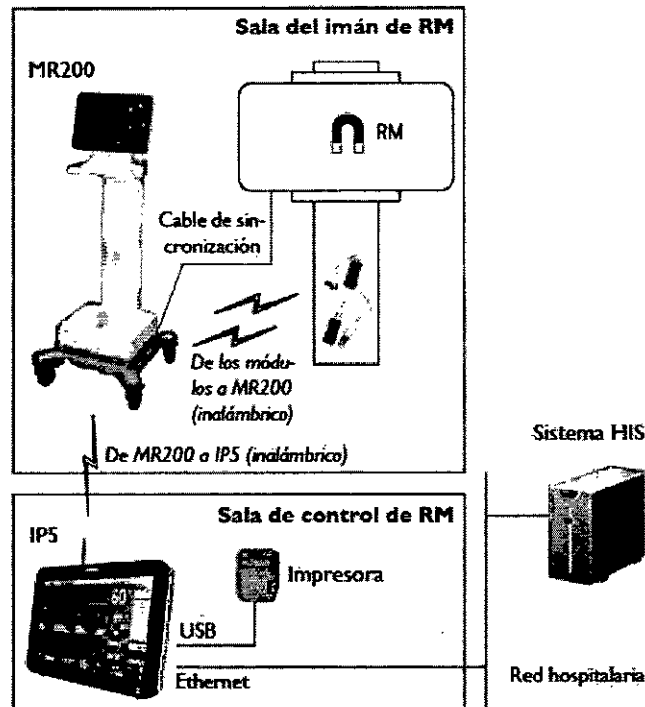 Sala del imán de RM
MR200
RM
Cable de sin-
cronización
De los módu-
los a MR200
(inalámbrico)
De MR200 a IP5 (inalámbrico)
Sistema HIS
Sala de control de RM
IP5
Impresora
USB
Ethernet
Red hospitalaria